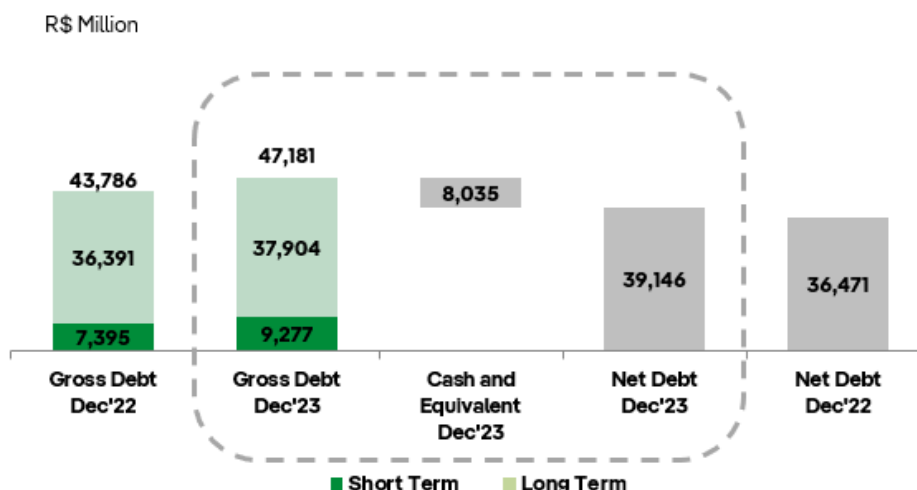 R$ Million
43,786
47,181
8,035
36,391
37,904
39,146
36,471
7,395
9,277
Gross Debt
Dec'22
Gross Debt
Dec'23
Cash and
Equivalent
Dec'23
Net Debt
Dec'23
Net Debt
Dec'22
Short Term
Long Term